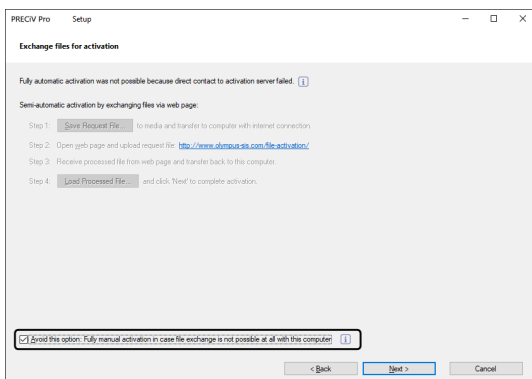 PRECiV Pro Setup
Exchange files for activation
Fully automatic activation was not possible because direct contact to activation server failed. i
Semi-automatic activation by exchanging files via web page:
Step 1: Save Request File... to media and transfer to computer with internet connection.
Step 2: Open web page and upload request file: http://www.olympus-sis.com/file-activation/
Step 3: Receive processed file from web page and transfer back to this computer.
Step 4: Load Processed File... and click 'Next' to complete activation.
Avoid this option: Fully manual activation in case file exchange is not possible at all with this computer i
< Back Next > Cancel